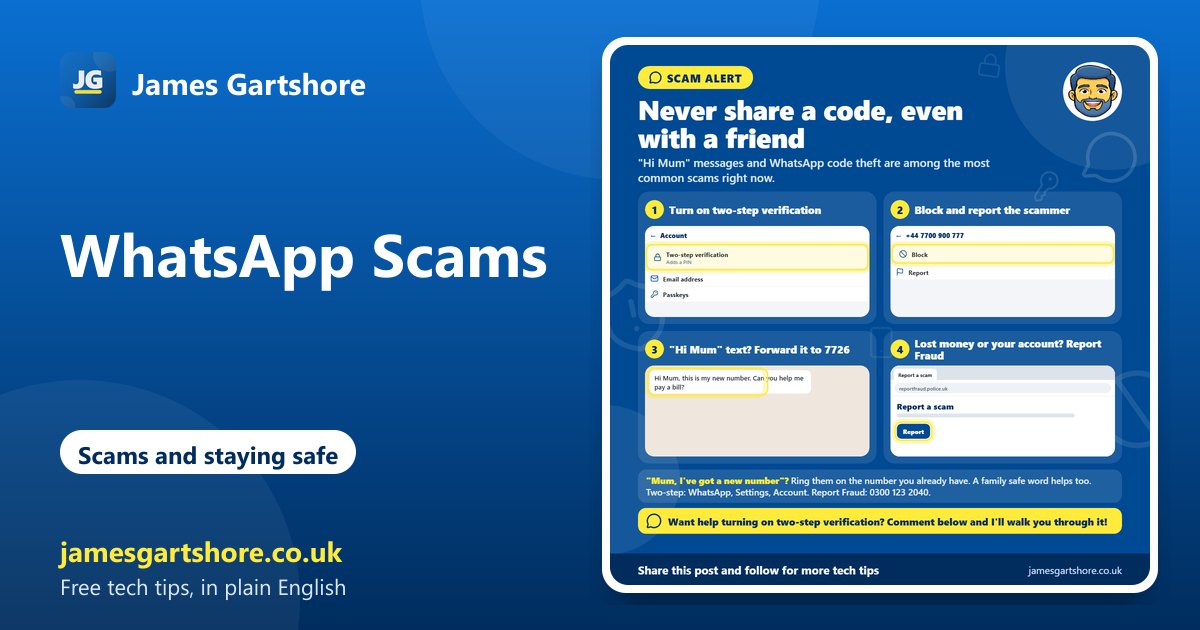 JG
James Gartshore
WhatsApp Scams
Scams and staying safe
jamesgartshore.co.uk
Free tech tips, in plain English
SCAM ALERT
Never share a code, even
with a friend
"Hi Mum" messages and WhatsApp code theft are among the most
common scams right now.
1 Turn on two-step verification
← Account
Two-step verification
Adds a PIN
Email address
Passkeys
2 Block and report the scammer
← +44 7700 900 777
Block
Report
3 "Hi Mum" text? Forward it to 7726
Hi Mum, this is my new number. Can you help me
pay a bill?
4 Lost money or your account? Report
Fraud
Report a scam
reportfraud.police.uk
Report a scam
Report
"Mum, I've got a new number"? Ring them on the number you already have. A family safe word helps too.
Two-step: WhatsApp, Settings, Account. Report Fraud: 0300 123 2040.
Want help turning on two-step verification? Comment below and I'll walk you through it!
Share this post and follow for more tech tips
jamesgartshore.co.uk